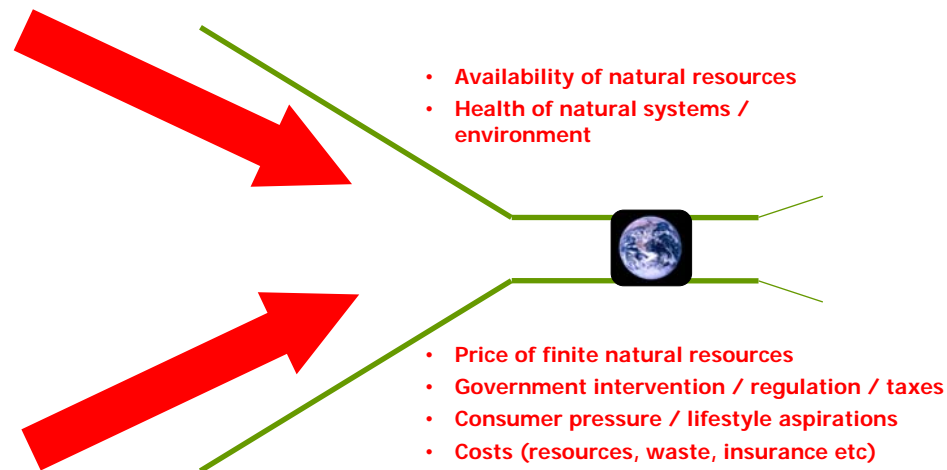 • Availability of natural resources
• Health of natural systems /
environment
• Price of finite natural resources
• Government intervention / regulation / taxes
• Consumer pressure / lifestyle aspirations
• Costs (resources, waste, insurance etc)